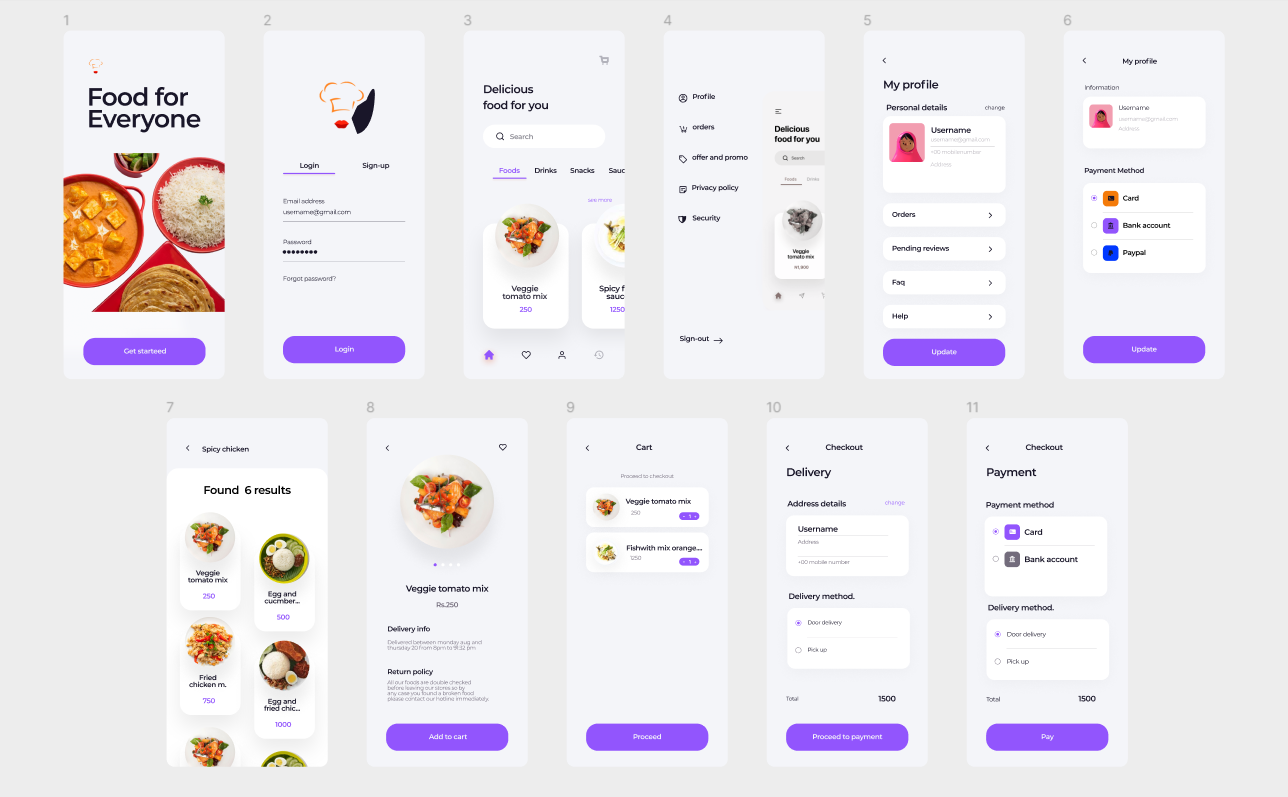 1
Food for
Everyone
Get starteed
2
Login
Sign-up
Email address
username@gmail.com
Password
Forgot password?
Login
3
Delicious
food for you
Search
Foods
Drinks
Snacks
Sauc
see more
Veggie
tomato mix
250
Spicy f
sauc
1250
4
Profile
orders
offer and promo
Privacy policy
Security
Sign-out
Delicious
food for you
Search
Foods
Drinks
Veggie
tomato mix
N1,900
5
My profile
Personal details
change
Username
username@gmail.com
+00 mobile number
Address
Orders
Pending reviews
Faq
Help
Update
6
My profile
Information
Username
username@gmail.com
Address
Payment Method
Card
Bank account
Paypal
Update
7
Spicy chicken
Found 6 results
Veggie
tomato mix
250
Egg and
cucmber...
500
Fried
chicken m.
750
Egg and
fried chic...
1000
8
Veggie tomato mix
Rs.250
Delivery info
Delivered between monday aug and
thursday 20 from 8pm to 91:32 pm
Return policy
All our foods are double checked
before leaving our stores so by
any case you found a broken food
please contact our hotline immediately.
Add to cart
9
Cart
Proceed to checkout
Veggie tomato mix
250
- 1 +
Fishwith mix orange...
1250
- 1 +
Proceed
10
Checkout
Delivery
Address details
change
Username
Address
+00 mobile number
Delivery method.
Door delivery
Pick up
Total
1500
Proceed to payment
11
Checkout
Payment
Payment method
Card
Bank account
Delivery method.
Door delivery
Pick up
Total
1500
Pay